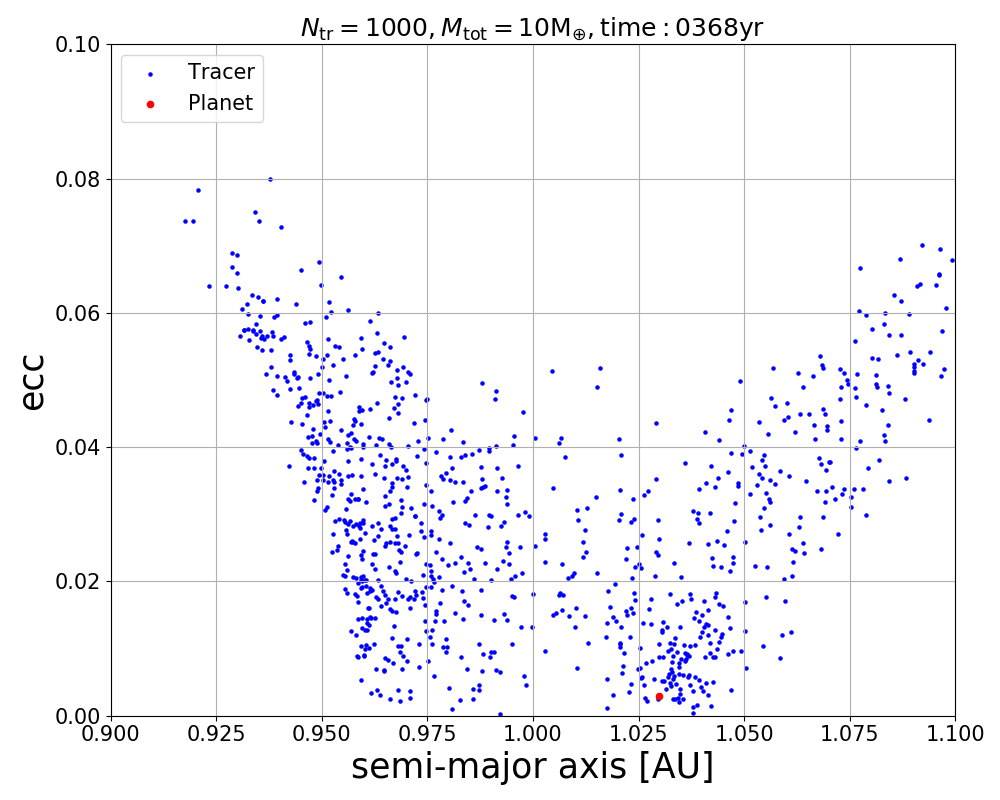 N_tr = 1000, M_tot = 10M_⊕, time : 0368yr
Tracer
Planet
0.10
0.08
0.06
0.04
0.02
0.00
ecc
0.900 0.925 0.950 0.975 1.000 1.025 1.050 1.075 1.100
semi-major axis [AU]